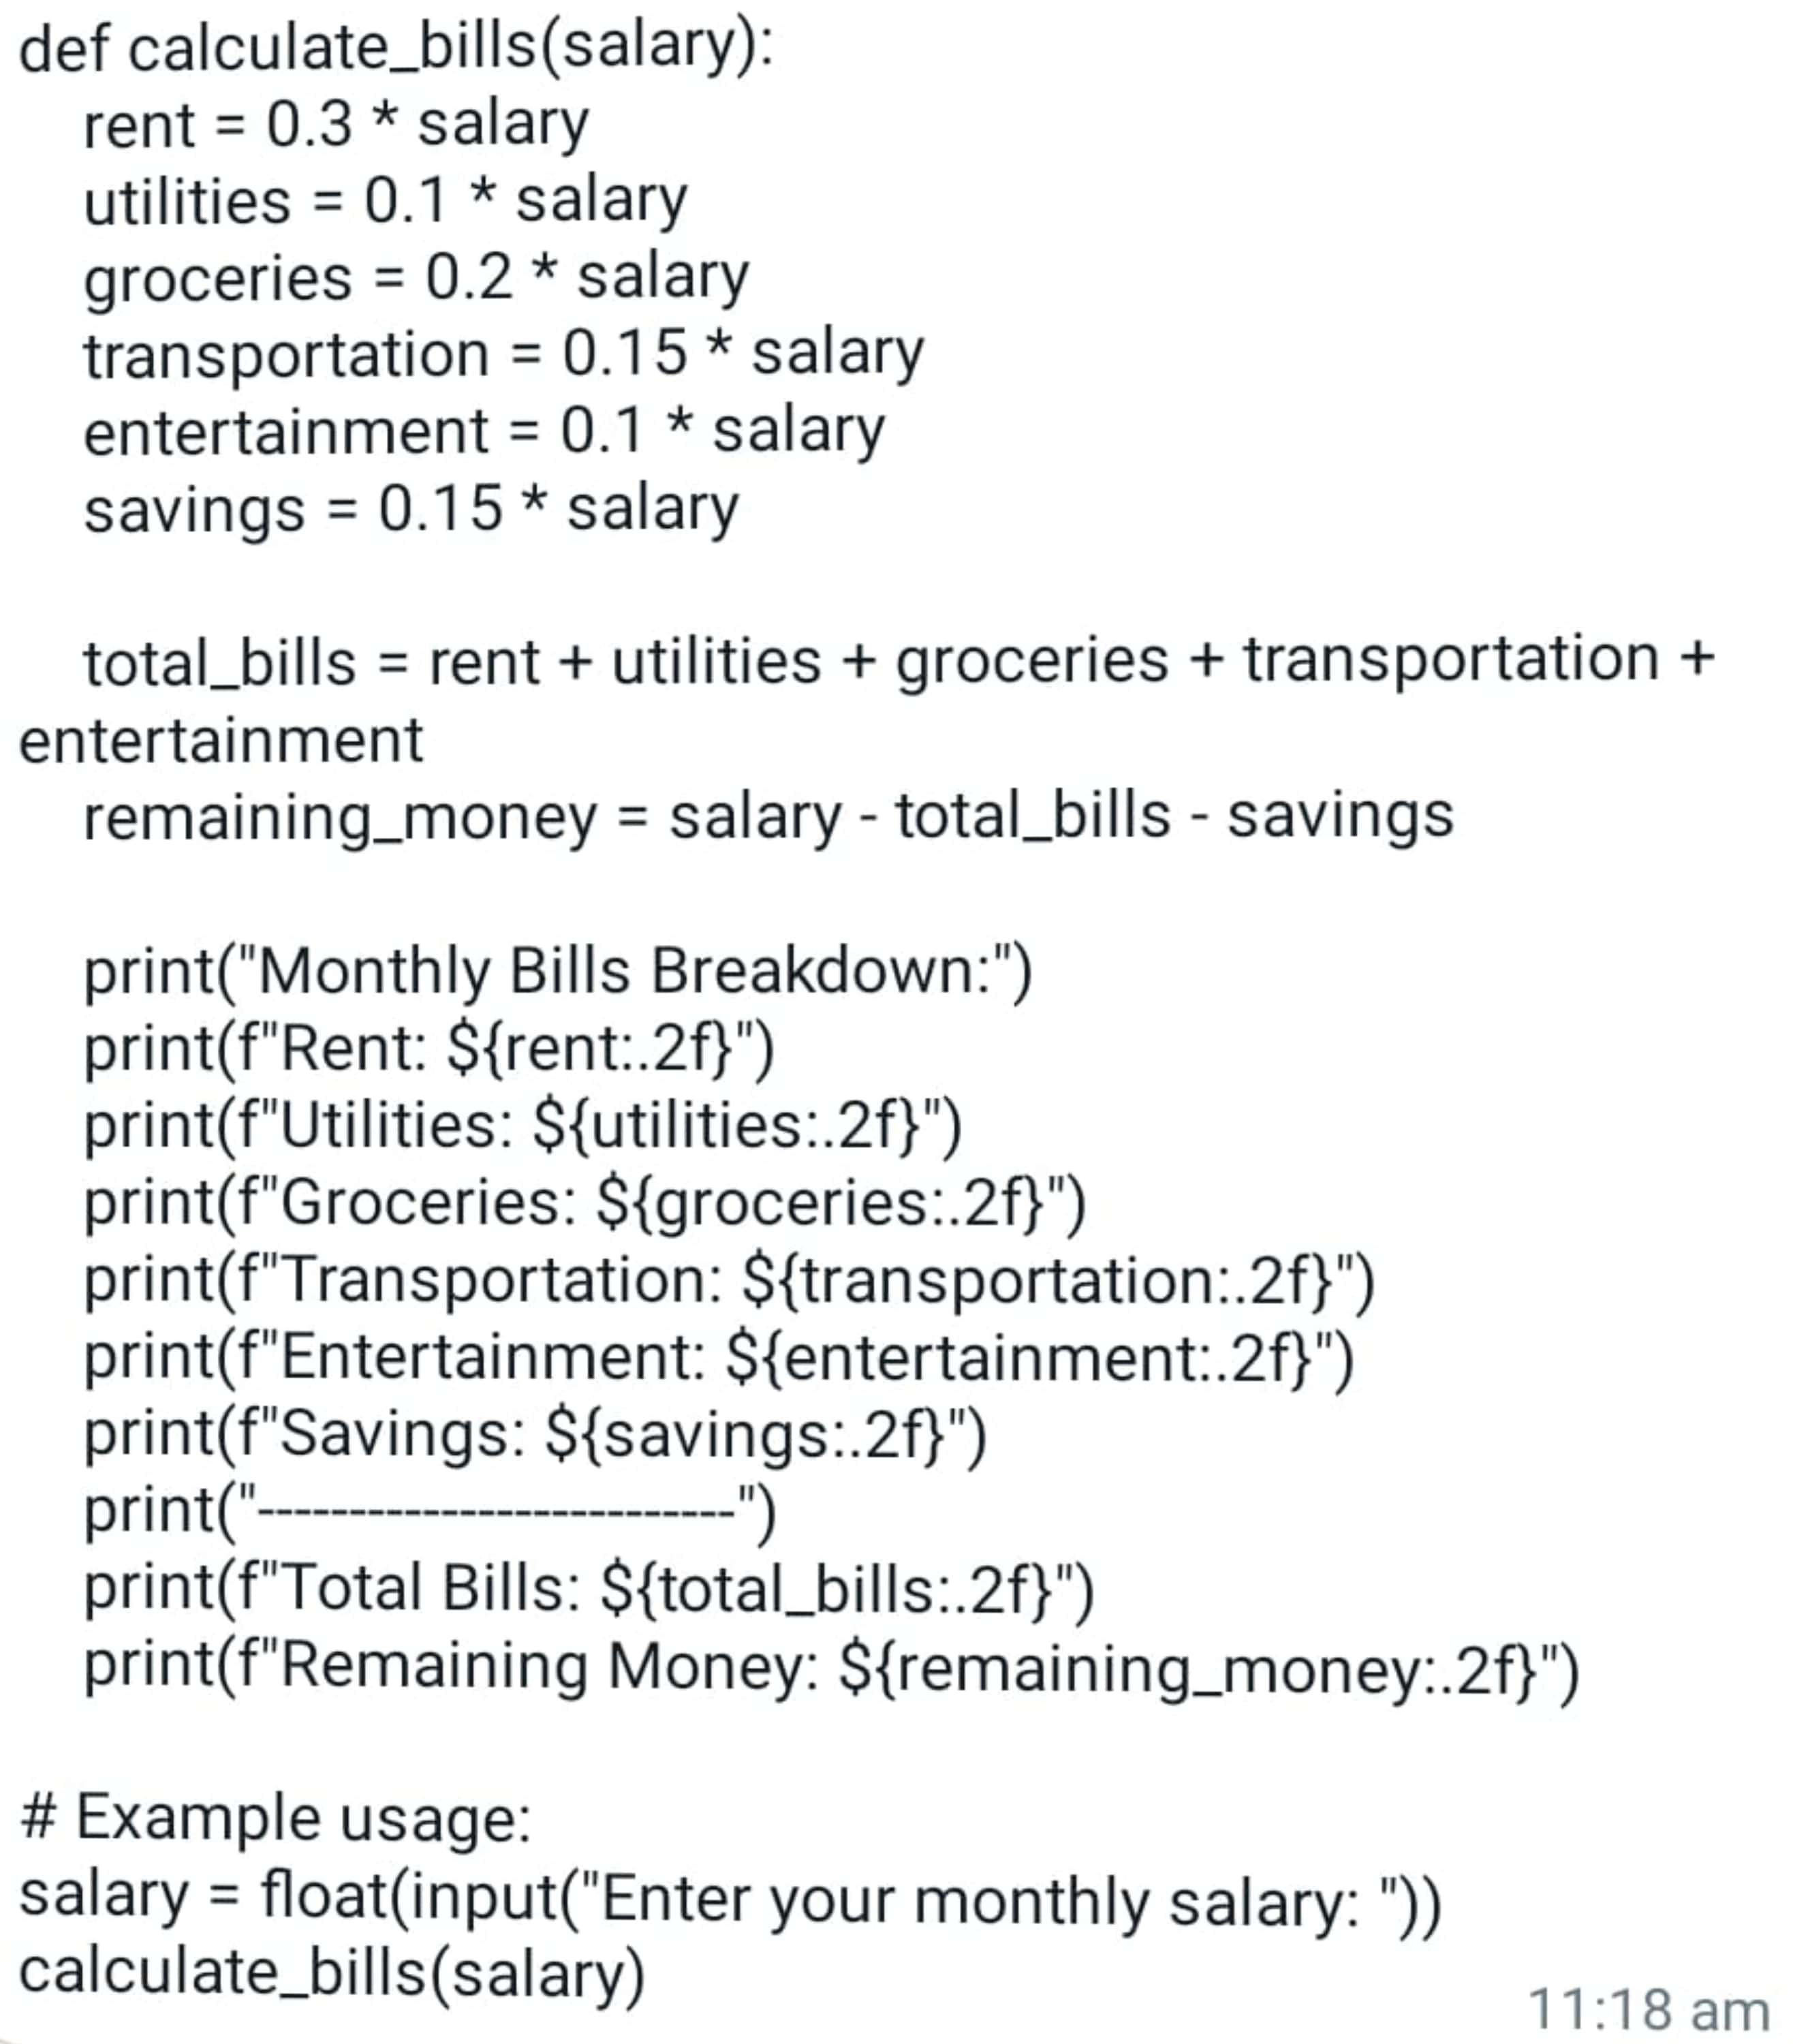 def calculate_bills(salary):
    rent = 0.3 * salary
    utilities = 0.1 * salary
    groceries = 0.2 * salary
    transportation = 0.15 * salary
    entertainment = 0.1 * salary
    savings = 0.15 * salary

    total_bills = rent + utilities + groceries + transportation +
entertainment
    remaining_money = salary - total_bills - savings

    print("Monthly Bills Breakdown:")
    print(f"Rent: ${rent:.2f}")
    print(f"Utilities: ${utilities:.2f}")
    print(f"Groceries: ${groceries:.2f}")
    print(f"Transportation: ${transportation:.2f}")
    print(f"Entertainment: ${entertainment:.2f}")
    print(f"Savings: ${savings:.2f}")
    print("--------------------------")
    print(f"Total Bills: ${total_bills:.2f}")
    print(f"Remaining Money: ${remaining_money:.2f}")

# Example usage:
salary = float(input("Enter your monthly salary: "))
calculate_bills(salary)
11:18 am